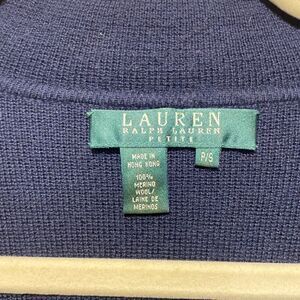 LAUREN
RALPH LAUREN
PETITE
P/S
MADE IN
HONG KONG
100%
MERINO
WOOL/
LAINE DE
MERINOS